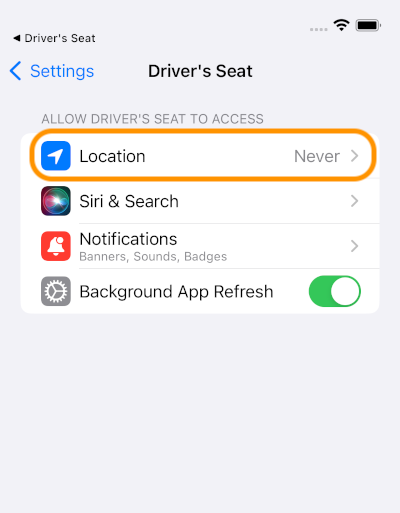 ◀ Driver's Seat
Settings
Driver's Seat
ALLOW DRIVER'S SEAT TO ACCESS
Location
Never
Siri & Search
Notifications
Banners, Sounds, Badges
Background App Refresh